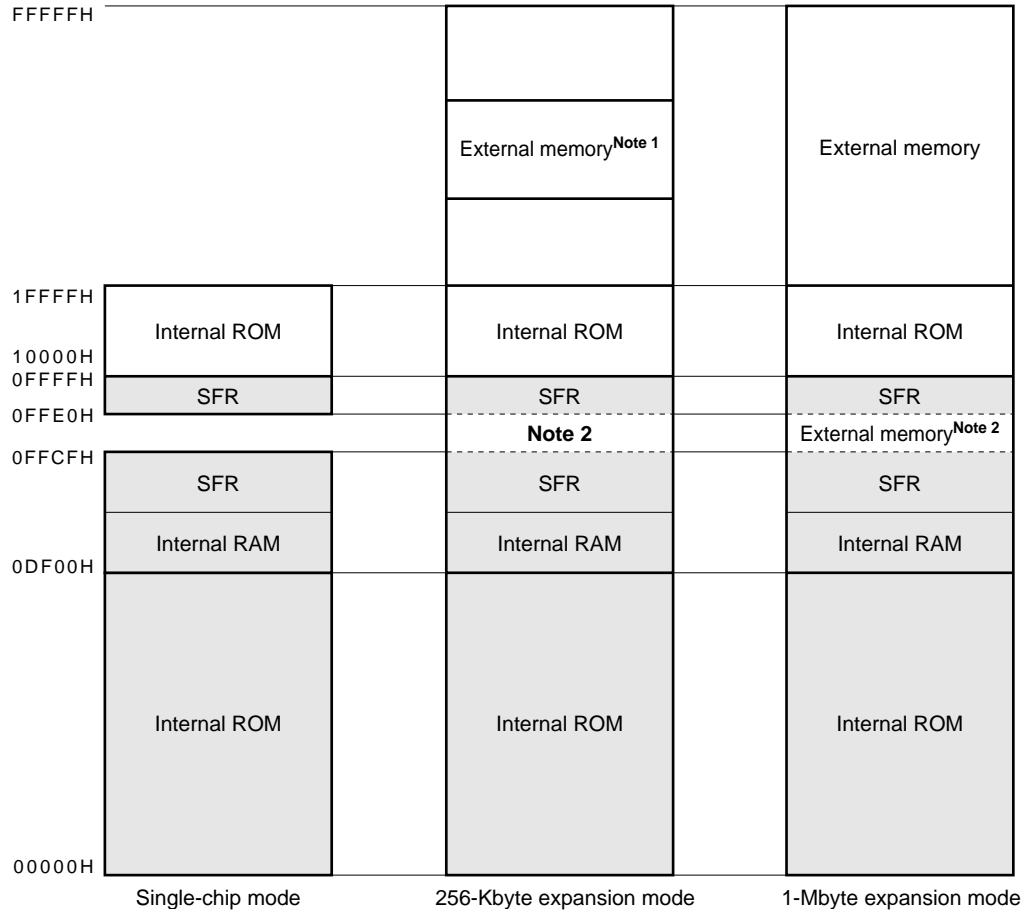 FFFFFH
External memoryNote 1
External memory
1FFFFH
Internal ROM
Internal ROM
Internal ROM
10000H
0FFFFH
SFR
SFR
SFR
0FFE0H
Note 2
External memoryNote 2
0FFCFH
SFR
SFR
SFR
Internal RAM
Internal RAM
Internal RAM
0DF00H
Internal ROM
Internal ROM
Internal ROM
00000H
Single-chip mode
256-Kbyte expansion mode
1-Mbyte expansion mode